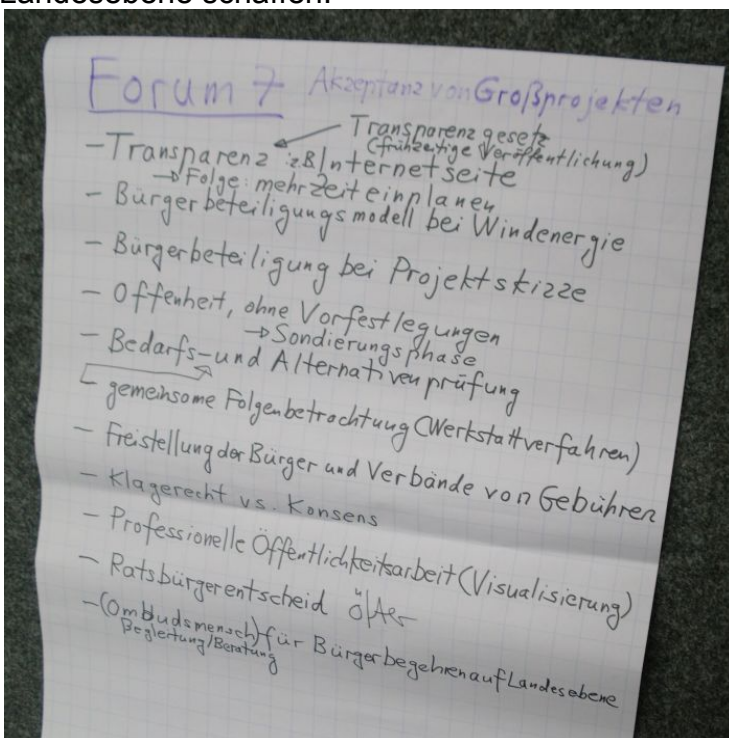 Landesebene schaffen.
Forum 7 Akzeptanz von Großprojekten
Transparenzgesetz
(frühzeitige Veröffentlichung)
- Transparenz zB Internetseite
→ Folge: mehr Zeit einplanen
- Bürgerbeteiligungsmodell bei Windenergie
- Bürgerbeteiligung bei Projektskizze
- Offenheit, ohne Vorfestlegungen
→ Sondierungsphase
- Bedarfs- und Alternativenprüfung
gemeinsame Folgenbetrachtung (Werkstattverfahren)
- Freistellung der Bürger und Verbände von Gebühren
- Klagerecht vs. Konsens
- Professionelle Öffentlichkeitsarbeit (Visualisierung)
- Ratsbürgerentscheid
- (Ombudsmensch) für Bürgerbegehren auf Landesebene
Begleitung/Beratung